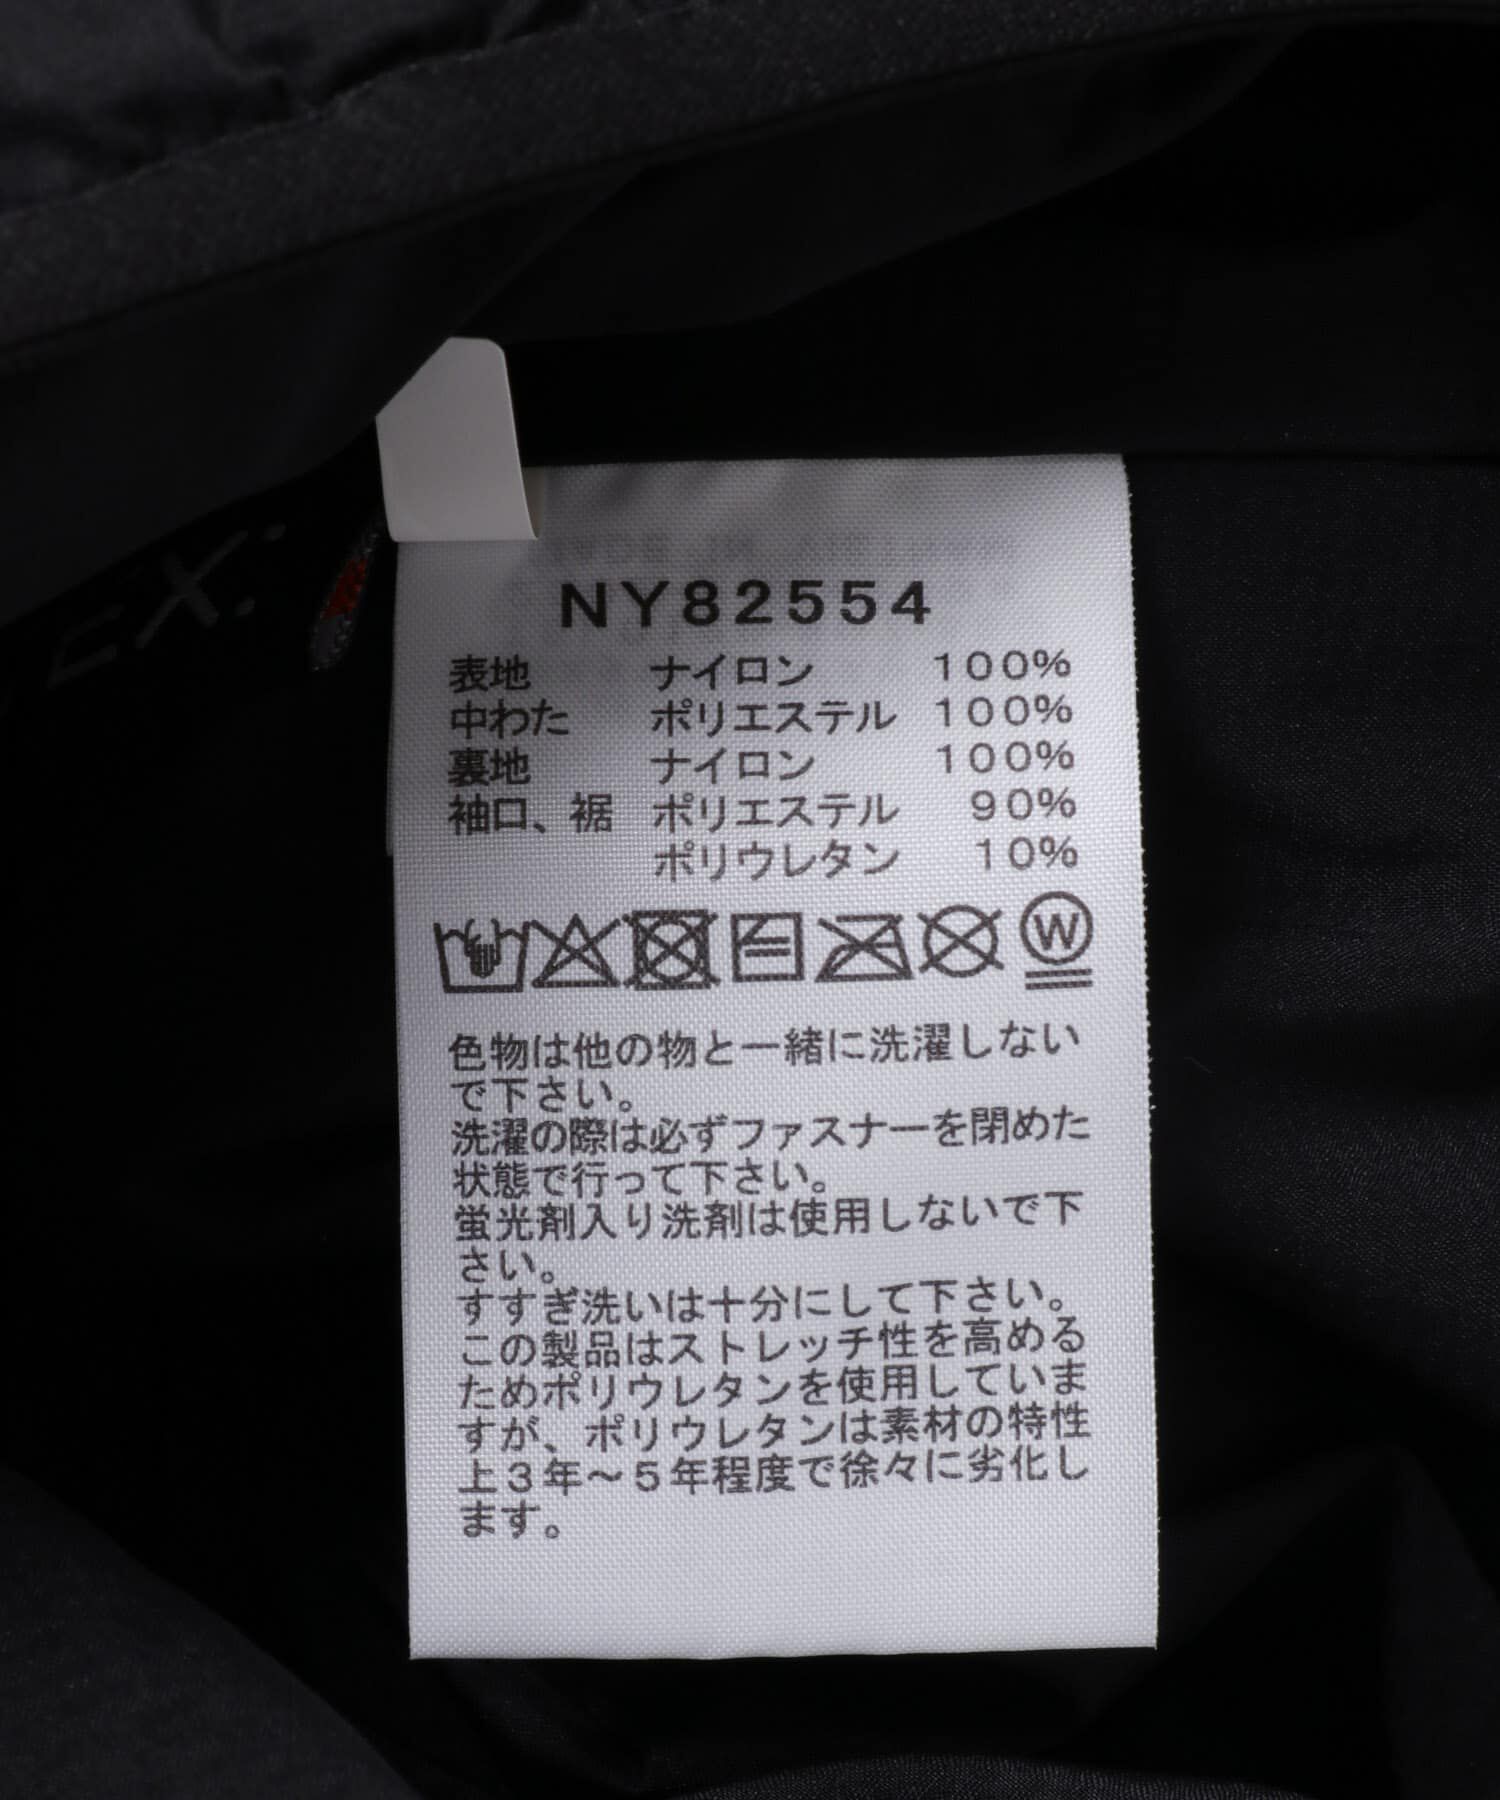 NY82554
表地 ナイロン 100%
中わた ポリエステル 100%
裏地 ナイロン 100%
袖口、裾 ポリエステル 90%
ポリウレタン 10%
W
色物は他の物と一緒に洗濯しない
で下さい。
洗濯の際は必ずファスナーを閉めた
状態で行って下さい。
蛍光剤入り洗剤は使用しないで下
さい。
すすぎ洗いは十分にして下さい。
この製品はストレッチ性を高める
ためポリウレタンを使用していま
すが、ポリウレタンは素材の特性
上3年~5年程度で徐々に劣化し
ます。